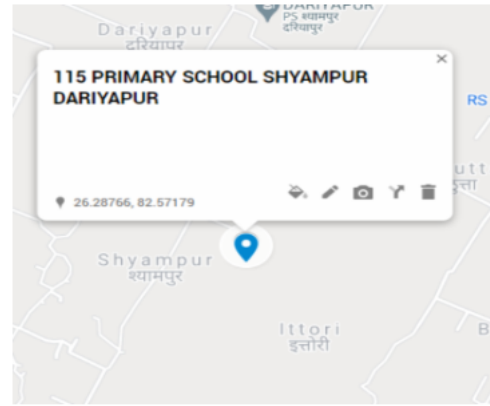 Dariyapur
दरियापुर
DARIYAPUR
PS श्यामपुर
दरियापुर
115 PRIMARY SCHOOL SHYAMPUR
DARIYAPUR
RS
26.28766, 82.57179
Shyampur
श्यामपुर
Ittori
इत्तोरी
B